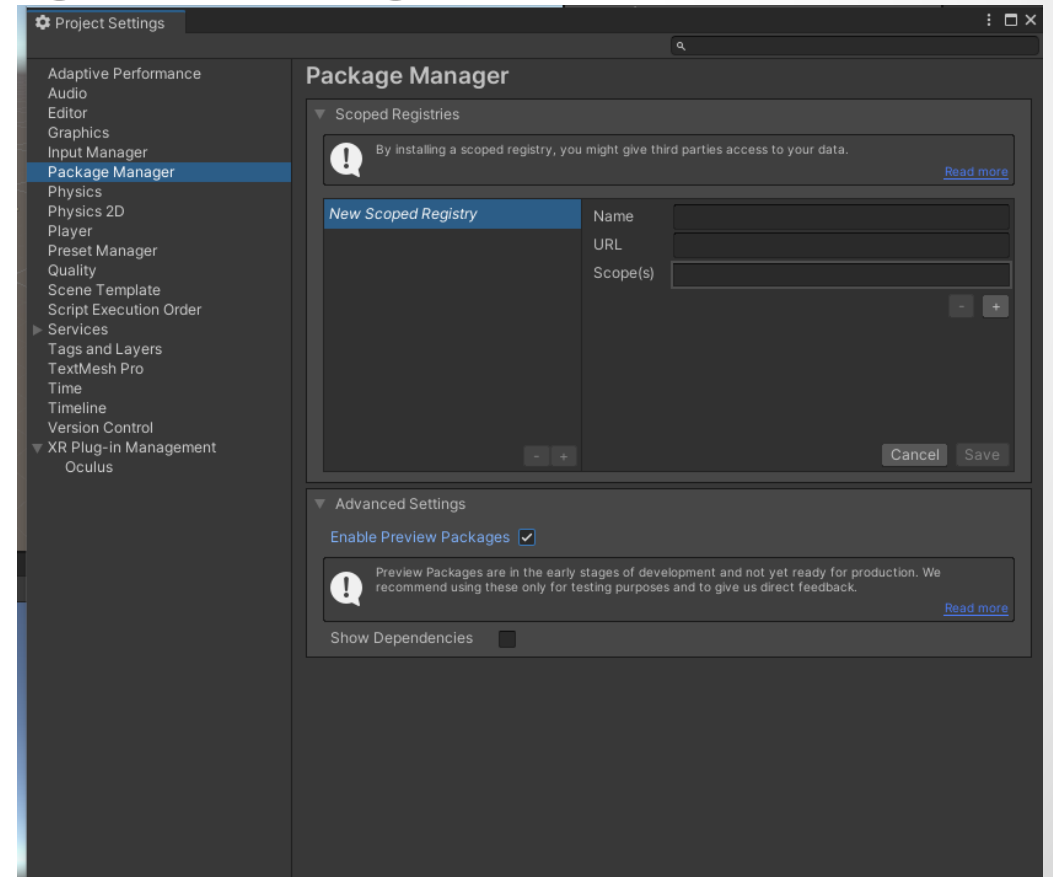 Project Settings
Adaptive Performance
Audio
Editor
Graphics
Input Manager
Package Manager
Physics
Physics 2D
Player
Preset Manager
Quality
Scene Template
Script Execution Order
Services
Tags and Layers
TextMesh Pro
Time
Timeline
Version Control
XR Plug-in Management
Oculus
Package Manager
Scoped Registries
By installing a scoped registry, you might give third parties access to your data.
Read more
New Scoped Registry
Name
URL
Scope(s)
- +
- +
Cancel Save
Advanced Settings
Enable Preview Packages
Preview Packages are in the early stages of development and not yet ready for production. We
recommend using these only for testing purposes and to give us direct feedback.
Read more
Show Dependencies